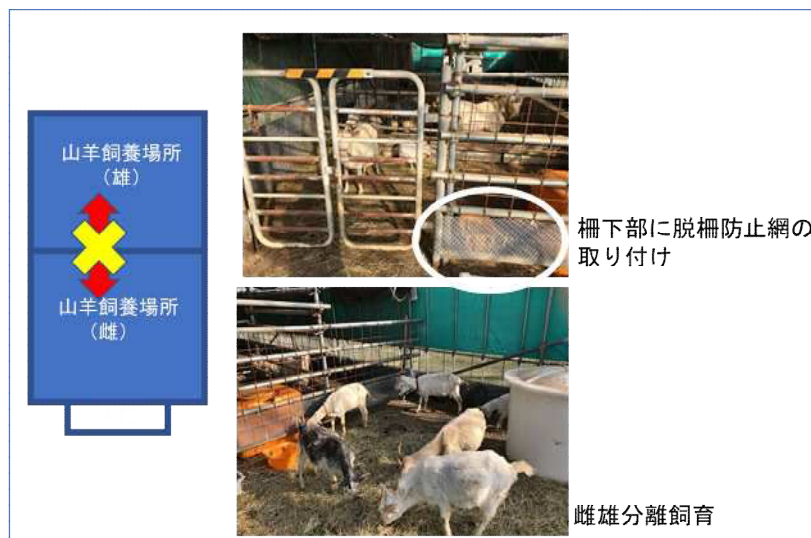 山羊飼養場所
（雄）
山羊飼養場所
（雌）
柵下部に脱柵防止網の
取り付け
雌雄分離飼育